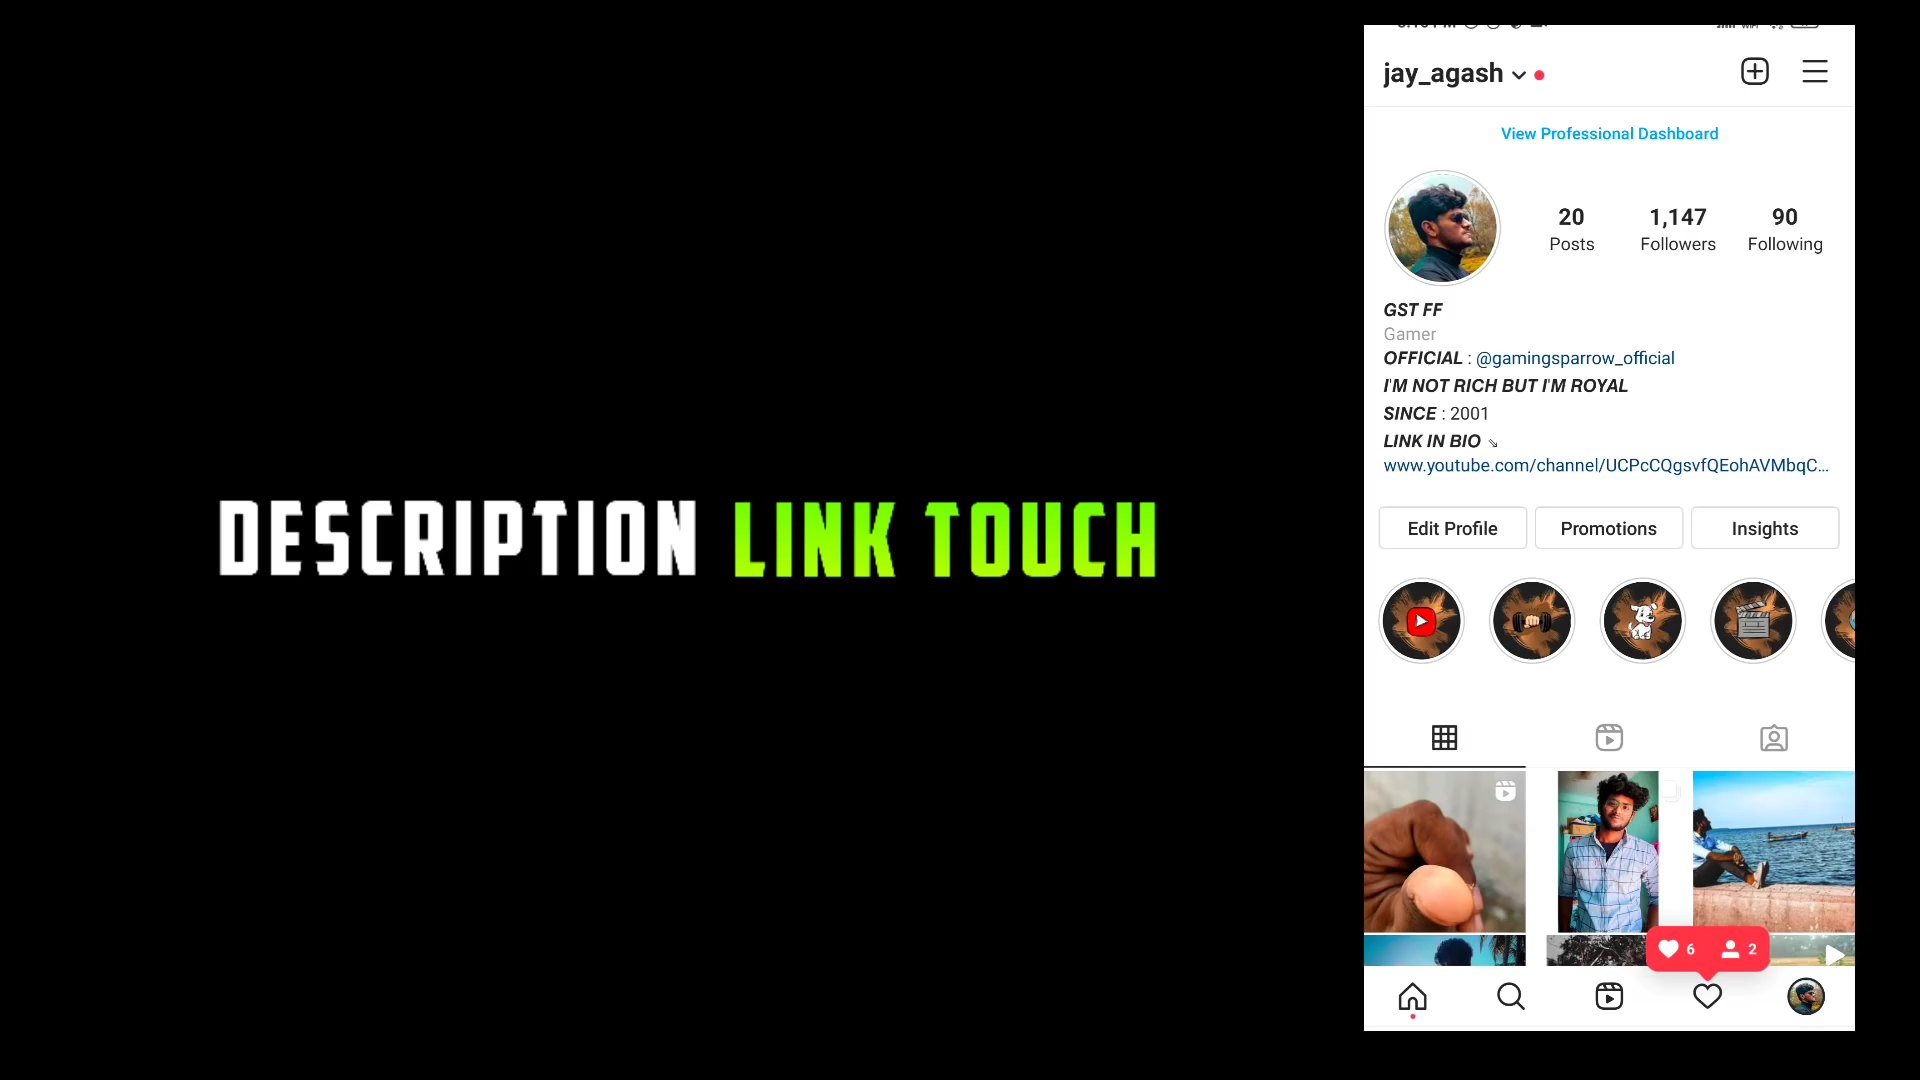 DESCRIPTION LINK TOUCH
jay_agash
View Professional Dashboard
20 1,147 90
Posts Followers Following
GST FF
Gamer
OFFICIAL : @gamingsparrow_official
I'M NOT RICH BUT I'M ROYAL
SINCE : 2001
LINK IN BIO ⇘
www.youtube.com/channel/UCPcCQgsvfQEohAVMbqC...
Edit Profile Promotions Insights
6 2